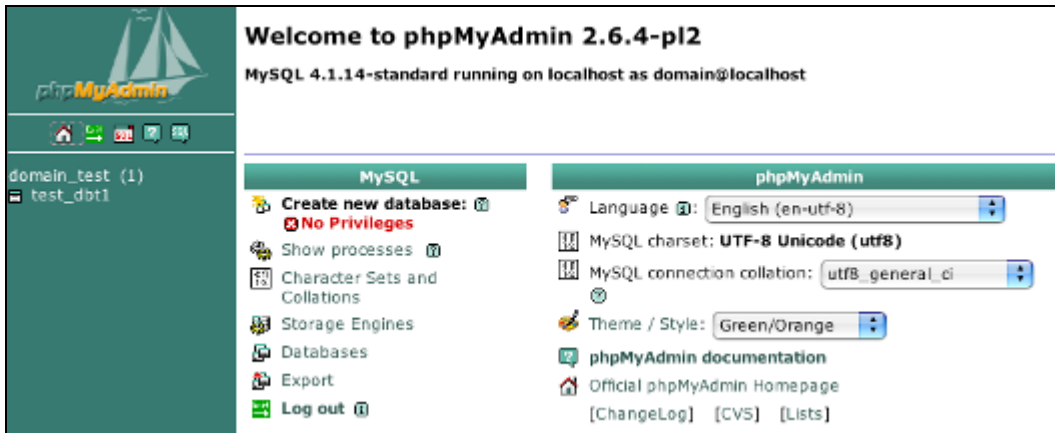 phpMyAdmin
domain_test (1)
test_dbt1
Welcome to phpMyAdmin 2.6.4-pl2
MySQL 4.1.14-standard running on localhost as domain@localhost
MySQL
Create new database:
No Privileges
Show processes
Character Sets and
Collations
Storage Engines
Databases
Export
Log out
phpMyAdmin
Language : English (en-utf-8)
MySQL charset: UTF-8 Unicode (utf8)
MySQL connection collation: utf8_general_ci
Theme / Style: Green/Orange
phpMyAdmin documentation
Official phpMyAdmin Homepage
[ChangeLog] [CVS] [Lists]